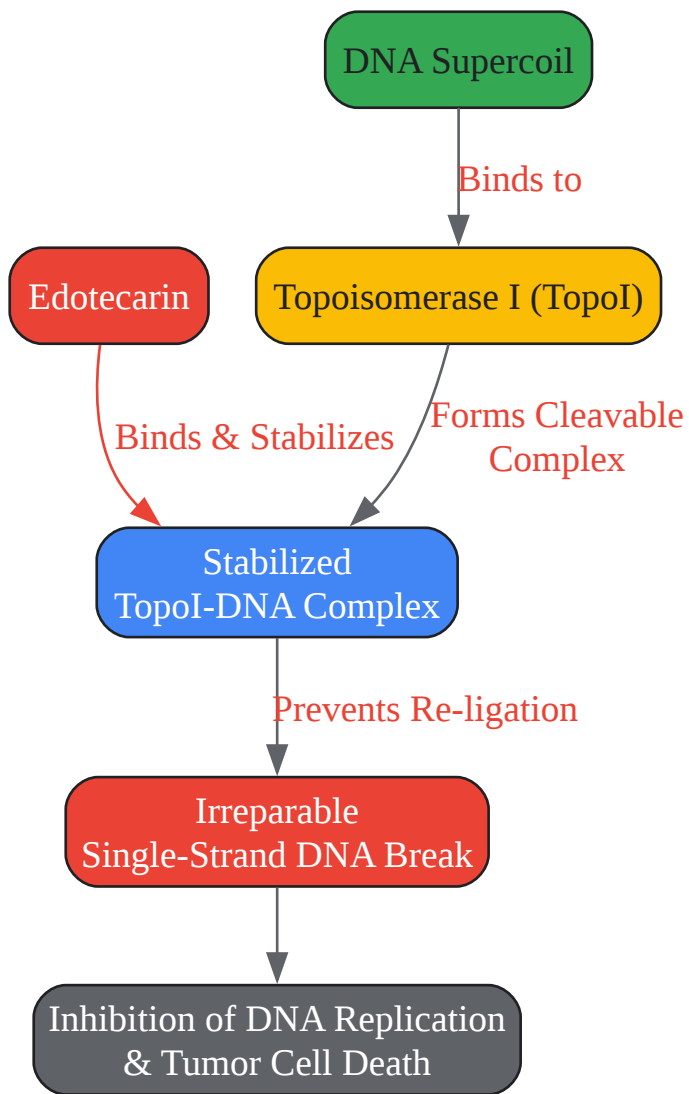 DNA Supercoil
Binds to
Edotecarin
Topoisomerase I (TopoI)
Binds & Stabilizes
Forms Cleavable
Complex
Stabilized
TopoI-DNA Complex
Prevents Re-ligation
Irreparable
Single-Strand DNA Break
Inhibition of DNA Replication
& Tumor Cell Death